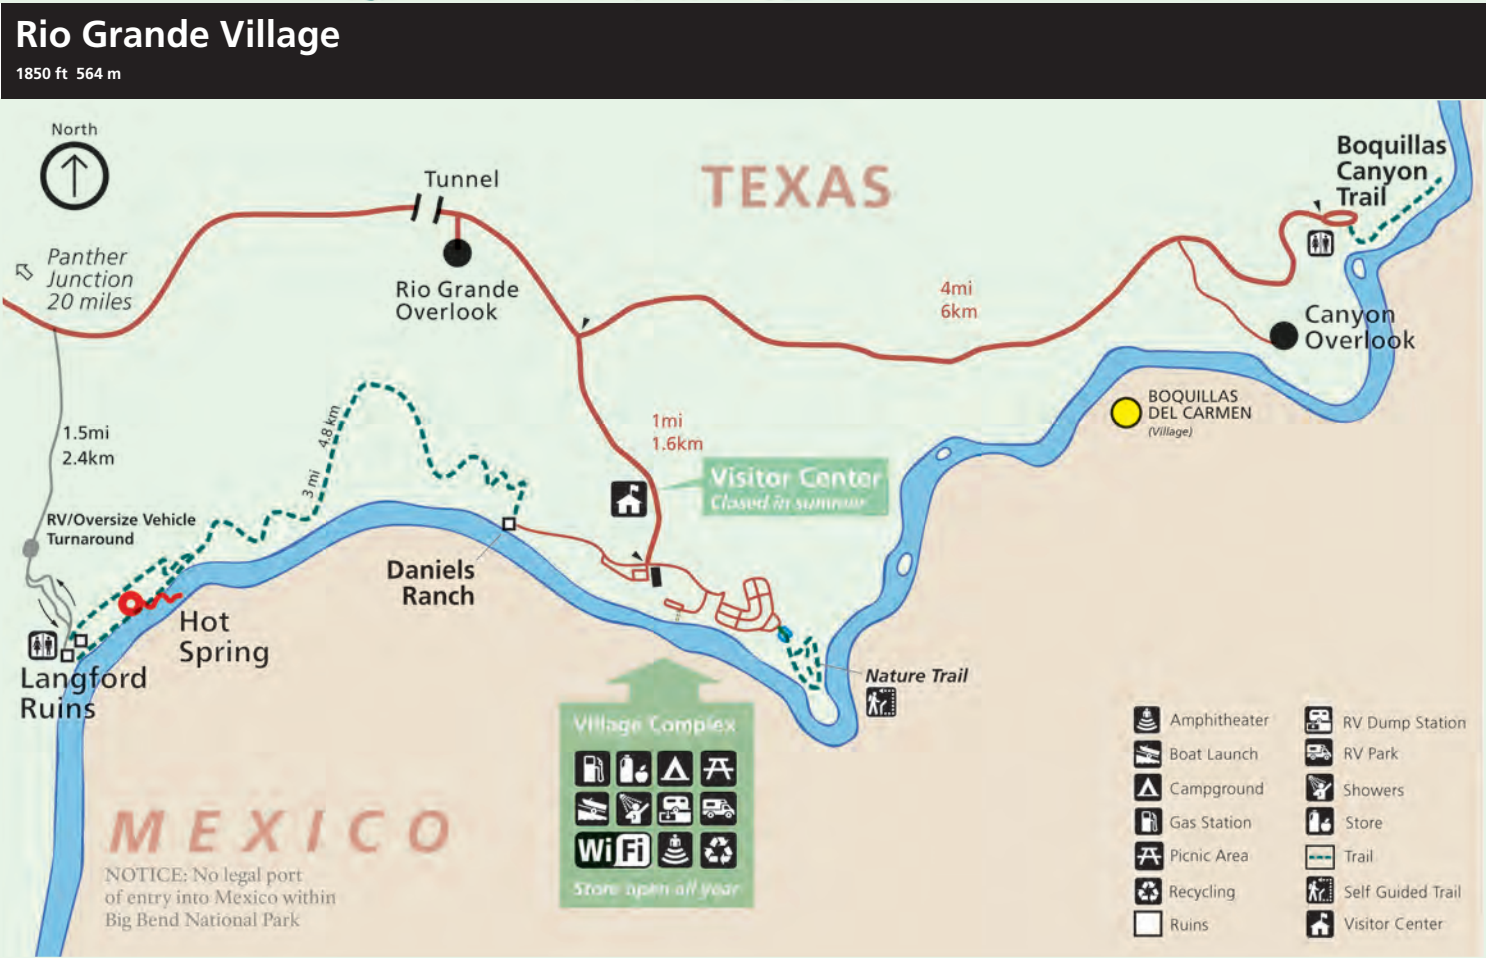 Rio Grande Village
1850 ft 564 m
North
Tunnel
TEXAS
Boquillas
Canyon
Trail
Panther
Junction
20 miles
Rio Grande
Overlook
4mi
6km
Canyon
Overlook
1.5mi
2.4km
3 mi
4.8 km
1mi
1.6km
BOQUILLAS
DEL CARMEN
(Village)
Visitor Center
Closed in summer
RV/Oversize Vehicle
Turnaround
Daniels
Ranch
Hot
Spring
Langford
Ruins
Nature Trail
Village Complex
WiFi
Store open all year
MEXICO
NOTICE: No legal port
of entry into Mexico within
Big Bend National Park
Amphitheater
Boat Launch
Campground
Gas Station
Picnic Area
Recycling
Ruins
RV Dump Station
RV Park
Showers
Store
Trail
Self Guided Trail
Visitor Center